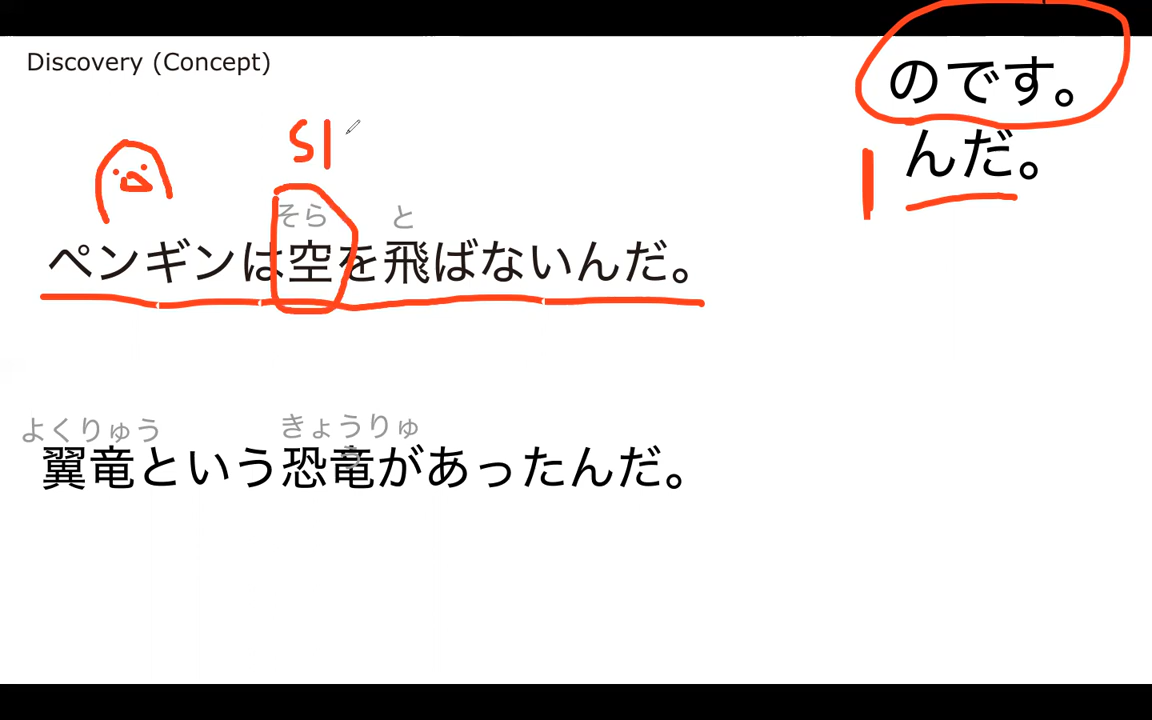 Discovery (Concept)
のです。
んだ。
sl
そら と
ペンギンは空を飛ばないんだ。
よくりゅう きょうりゅう
翼竜という恐竜があったんだ。